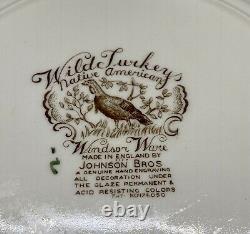 Wild Turkeys
Native American
Windsor Ware
MADE IN ENGLAND BY
JOHNSON BROS
A GENUINE HAND ENGRAVING
ALL DECORATION UNDER
THE GLAZE PERMANENT &
ACID RESISTING COLORS